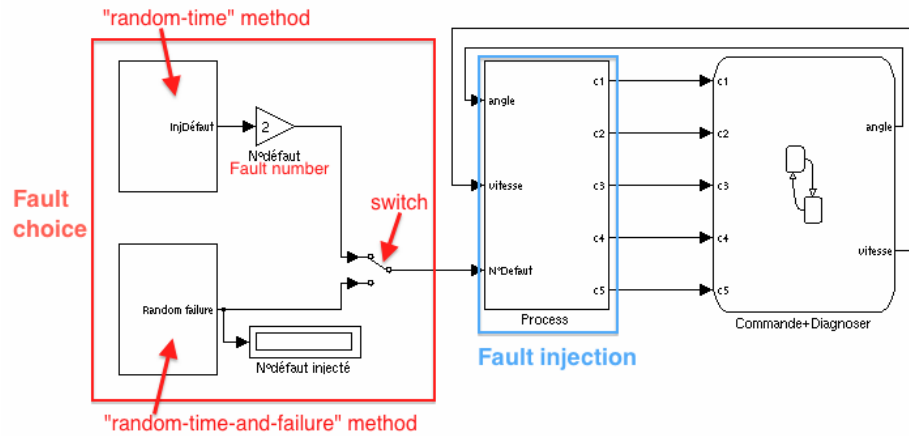 "random-time" method
InjDéfaut
2
N°défaut
Fault number
Fault
choice
switch
Random failure
N°défaut injecté
"random-time-and-failure" method
angle
vitesse
N°Defaut
c1
c2
c3
c4
c5
Process
Fault injection
c1
c2
c3
c4
c5
angle
vitesse
Commande+Diagnoser